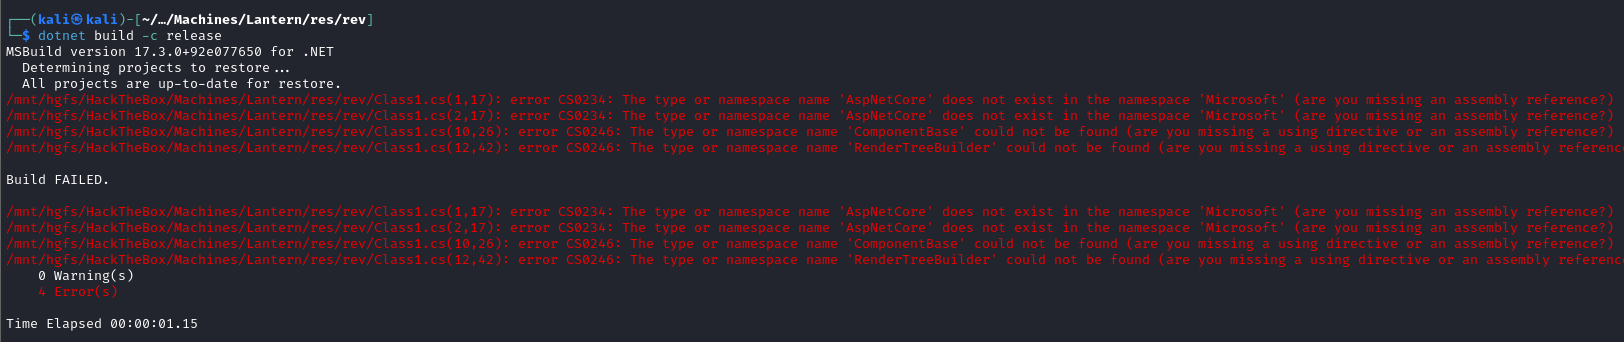 ┌──(kali㉿kali)-[~/…/Machines/Lantern/res/rev]
└─$ dotnet build -c release
MSBuild version 17.3.0+92e077650 for .NET
  Determining projects to restore...
  All projects are up-to-date for restore.
/mnt/hgfs/HackTheBox/Machines/Lantern/res/rev/Class1.cs(1,17): error CS0234: The type or namespace name 'AspNetCore' does not exist in the namespace 'Microsoft' (are you missing an assembly reference?)
/mnt/hgfs/HackTheBox/Machines/Lantern/res/rev/Class1.cs(2,17): error CS0234: The type or namespace name 'AspNetCore' does not exist in the namespace 'Microsoft' (are you missing an assembly reference?)
/mnt/hgfs/HackTheBox/Machines/Lantern/res/rev/Class1.cs(10,26): error CS0246: The type or namespace name 'ComponentBase' could not be found (are you missing a using directive or an assembly reference?)
/mnt/hgfs/HackTheBox/Machines/Lantern/res/rev/Class1.cs(12,42): error CS0246: The type or namespace name 'RenderTreeBuilder' could not be found (are you missing a using directive or an assembly referenc
Build FAILED.
/mnt/hgfs/HackTheBox/Machines/Lantern/res/rev/Class1.cs(1,17): error CS0234: The type or namespace name 'AspNetCore' does not exist in the namespace 'Microsoft' (are you missing an assembly reference?)
/mnt/hgfs/HackTheBox/Machines/Lantern/res/rev/Class1.cs(2,17): error CS0234: The type or namespace name 'AspNetCore' does not exist in the namespace 'Microsoft' (are you missing an assembly reference?)
/mnt/hgfs/HackTheBox/Machines/Lantern/res/rev/Class1.cs(10,26): error CS0246: The type or namespace name 'ComponentBase' could not be found (are you missing a using directive or an assembly reference?)
/mnt/hgfs/HackTheBox/Machines/Lantern/res/rev/Class1.cs(12,42): error CS0246: The type or namespace name 'RenderTreeBuilder' could not be found (are you missing a using directive or an assembly referenc
    0 Warning(s)
    4 Error(s)
Time Elapsed 00:00:01.15